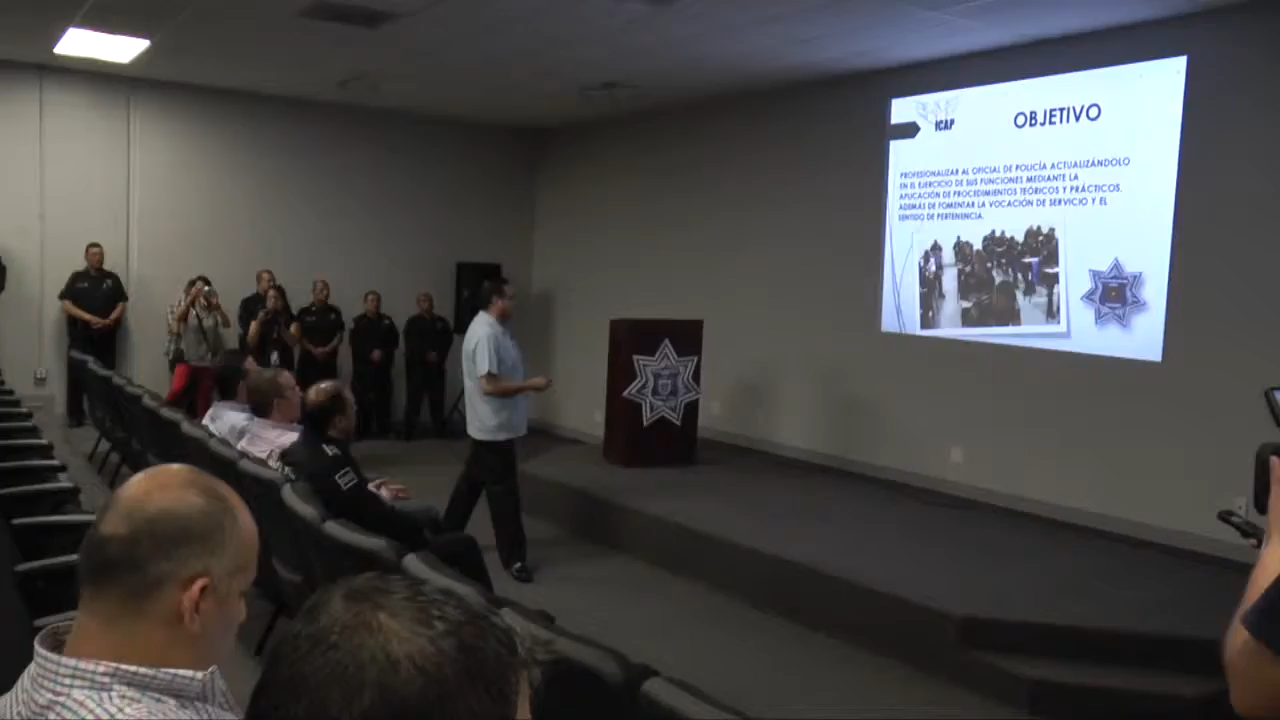 ICAP
OBJETIVO
PROFESIONALIZAR AL OFICIAL DE POLICÍA ACTUALIZÁNDOLO
EN EL EJERCICIO DE SUS FUNCIONES MEDIANTE LA
APLICACIÓN DE PROCEDIMIENTOS TEÓRICOS Y PRÁCTICOS.
ADEMÁS DE FOMENTAR LA VOCACIÓN DE SERVICIO Y EL
SENTIDO DE PERTENENCIA.